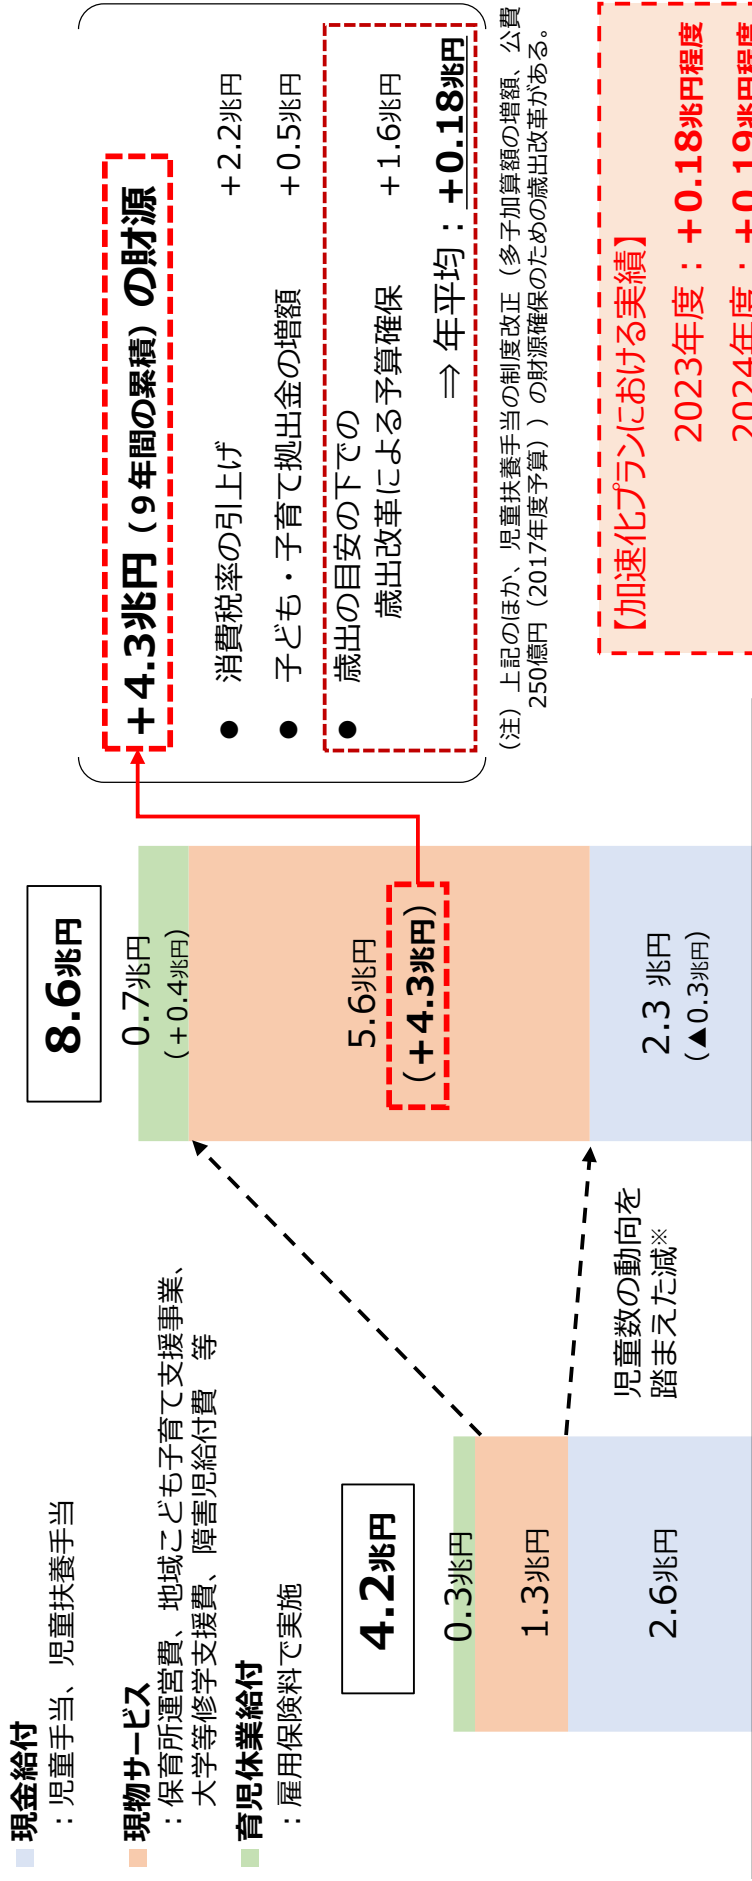 現金給付
：児童手当、児童扶養手当
現物サービス
：保育所運営費、地域こども子育て支援事業、
大学等修学支援費、障害児給付費　等
育児休業給付
：雇用保険料で実施
4.2兆円
0.3兆円
1.3兆円
2.6兆円
児童数の動向を
踏まえた減※
8.6兆円
0.7兆円
（＋0.4兆円）
5.6兆円
（＋4.3兆円）
2.3 兆円
（▲0.3兆円）
＋4.3兆円（９年間の累積）の財源
● 消費税率の引上げ ＋2.2兆円
● 子ども・子育て拠出金の増額 ＋0.5兆円
● 歳出の目安の下での
歳出改革による予算確保 ＋1.6兆円
⇒ 年平均：＋0.18兆円
（注）上記のほか、児童扶養手当の制度改正（多子加算額の増額、公費
250億円（2017年度予算））の財源確保のための歳出改革がある。
【加速化プランにおける実績】
2023年度：＋0.18兆円程度
2024年度：＋0.19兆円程度